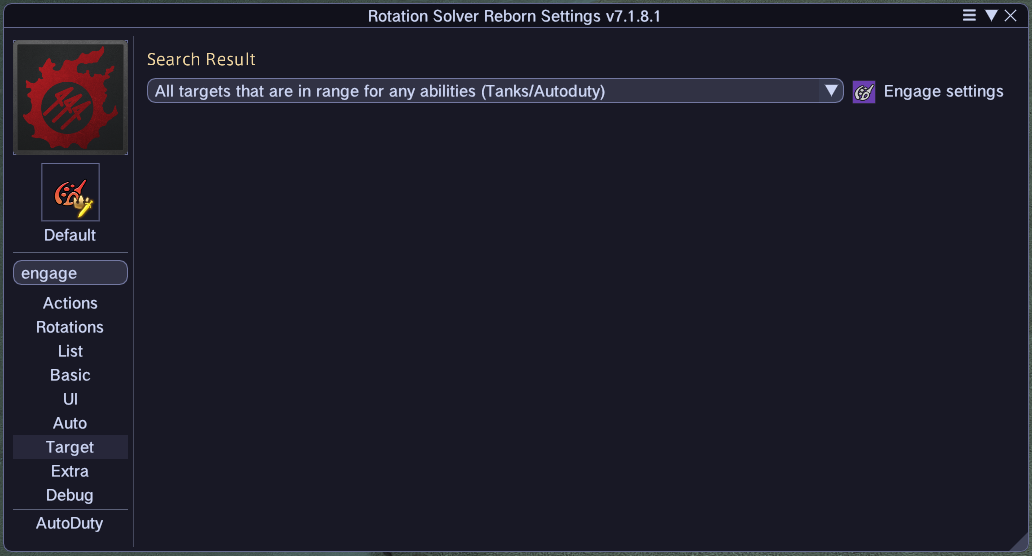 Rotation Solver Reborn Settings v7.1.8.1
Search Result
All targets that are in range for any abilities (Tanks/Autoduty)
Engage settings
Default
engage
Actions
Rotations
List
Basic
UI
Auto
Target
Extra
Debug
AutoDuty